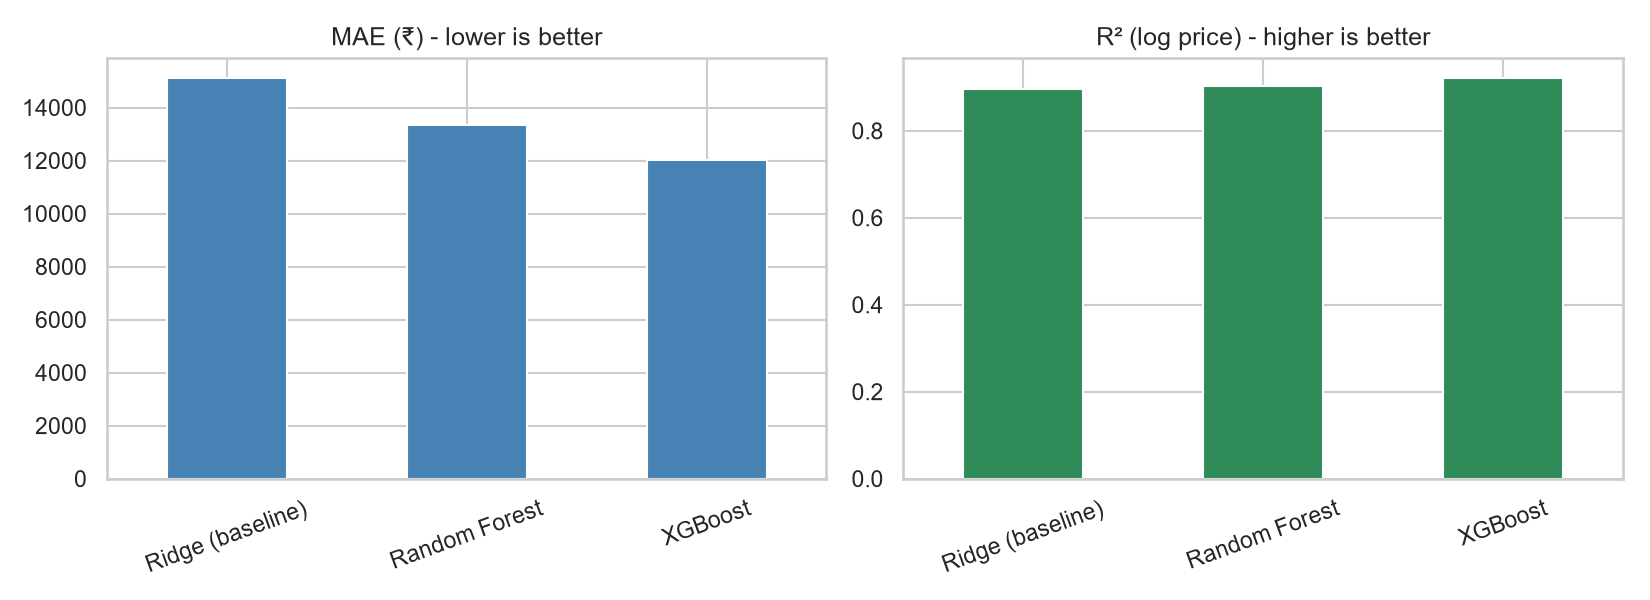 MAE (₹) - lower is better
14000
12000
10000
8000
6000
4000
2000
0
Ridge (baseline)
Random Forest
XGBoost
R² (log price) - higher is better
0.8
0.6
0.4
0.2
0.0
Ridge (baseline)
Random Forest
XGBoost